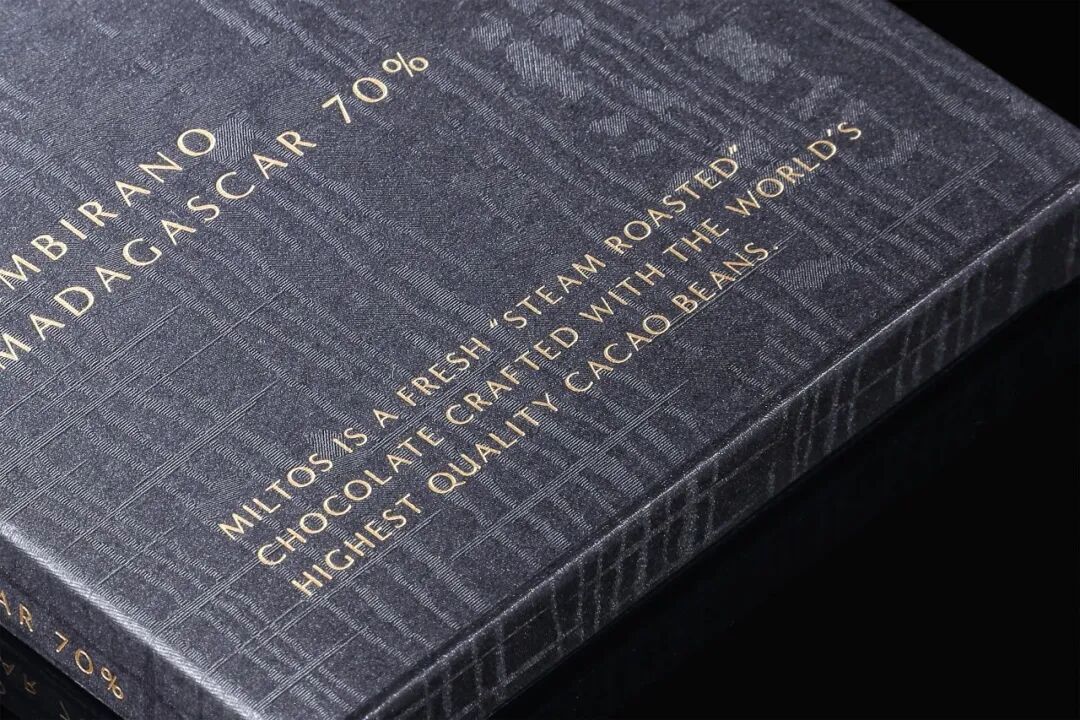 MBIRANO
MADAGASCAR 70%
MILTOS IS A FRESH "STEAM ROASTED"
CHOCOLATE CRAFTED WITH THE WORLD'S
HIGHEST QUALITY CACAO BEANS.
AR 70%